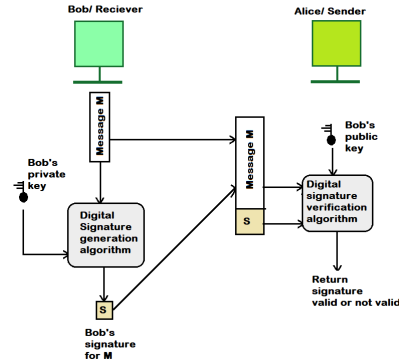 Bob/ Reciever
Alice/ Sender
Message M
Message M
S
Bob's
private
key
Bob's
public
key
Digital
Signature
generation
algorithm
Digital
signature
verification
algorithm
S
Bob's
signature
for M
Return
signature
valid or not valid